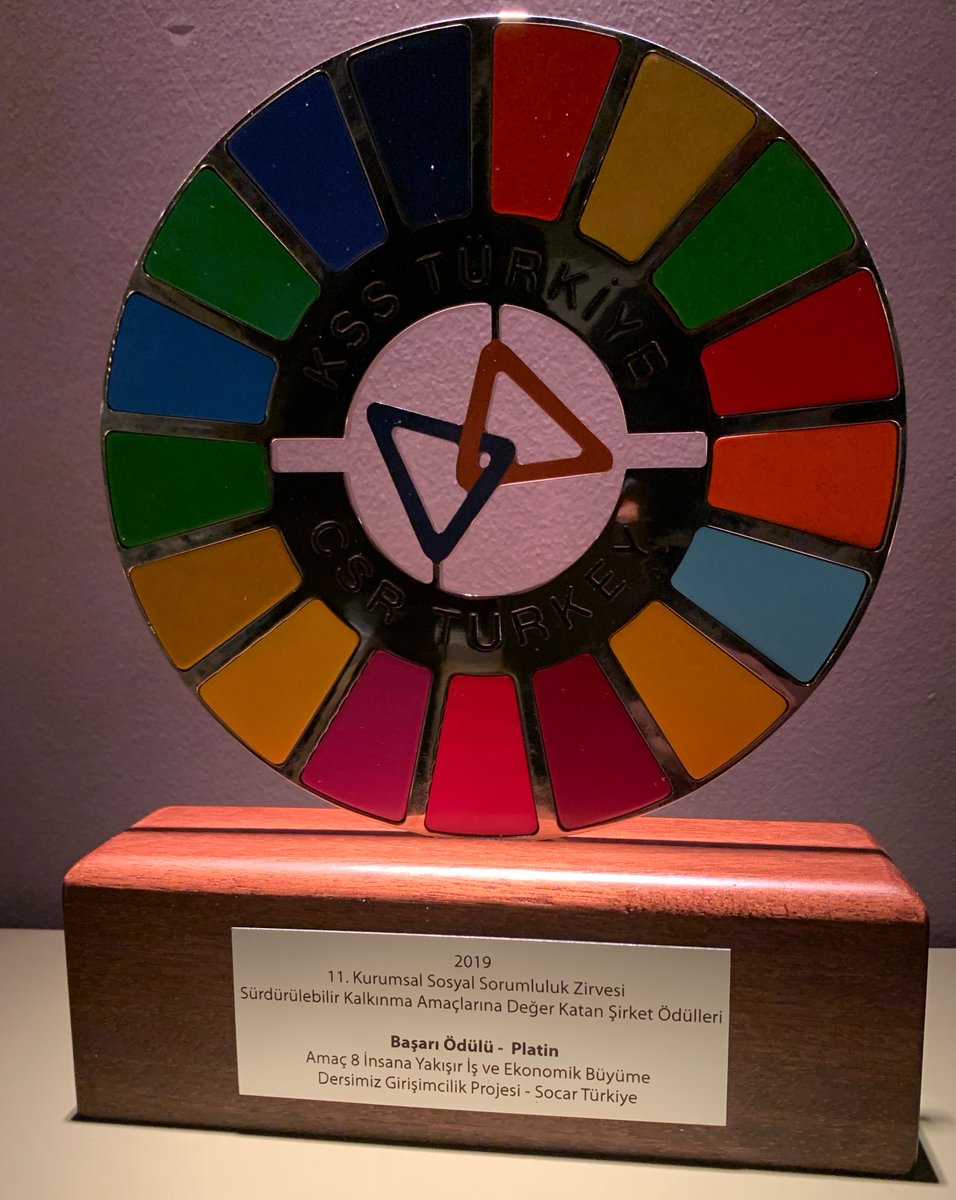 KSS TÜRKİYE
CSR TURKEY
2019
11. Kurumsal Sosyal Sorumluluk Zirvesi
Sürdürülebilir Kalkınma Amaçlarına Değer Katan Şirket Ödülleri
Başarı Ödülü - Platin
Amaç 8 İnsana Yakışır İş ve Ekonomik Büyüme
Dersimiz Girişimcilik Projesi - Socar Türkiye